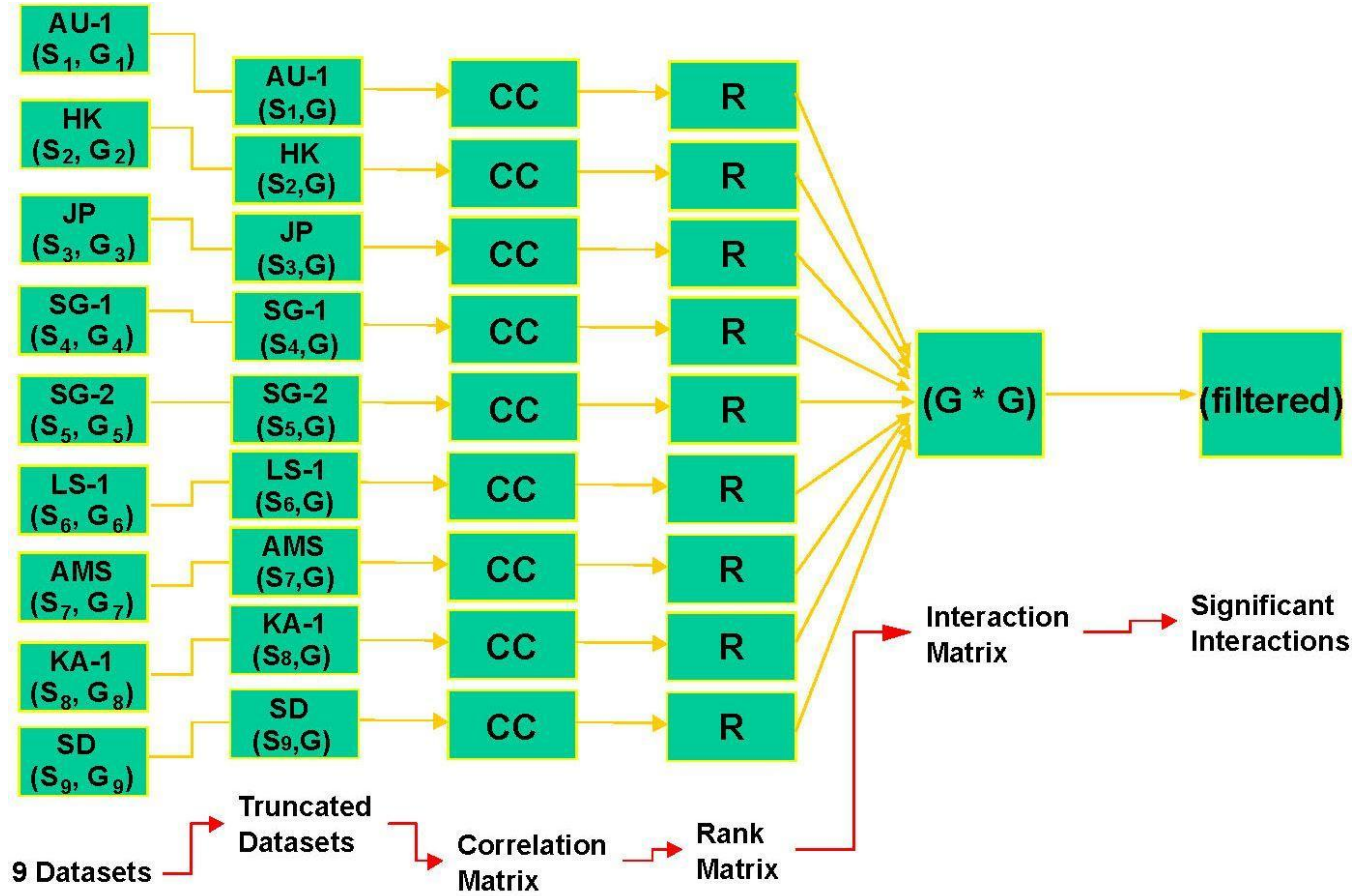 AU-1
(S1, G1)
HK
(S2, G2)
JP
(S3, G3)
SG-1
(S4, G4)
SG-2
(S5, G5)
LS-1
(S6, G6)
AMS
(S7, G7)
KA-1
(S8, G8)
SD
(S9, G9)
AU-1
(S1,G)
HK
(S2,G)
JP
(S3,G)
SG-1
(S4,G)
SG-2
(S5,G)
LS-1
(S6,G)
AMS
(S7,G)
KA-1
(S8,G)
SD
(S9,G)
CC
CC
CC
CC
CC
CC
CC
CC
CC
R
R
R
R
R
R
R
R
R
(G * G)
(filtered)
9 Datasets
Truncated
Datasets
Correlation
Matrix
Rank
Matrix
Interaction
Matrix
Significant
Interactions